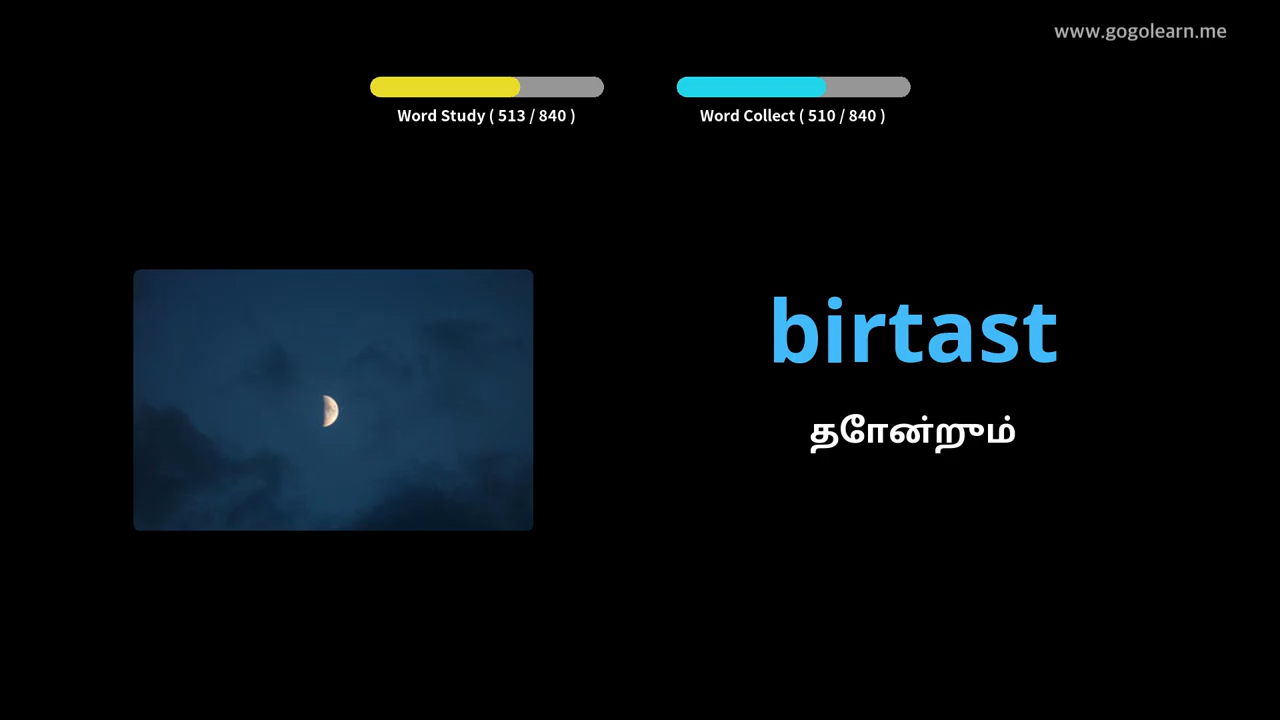 www.gogolearn.me
Word Study ( 513 / 840 )
Word Collect ( 510 / 840 )
birtast
தோன்றும்